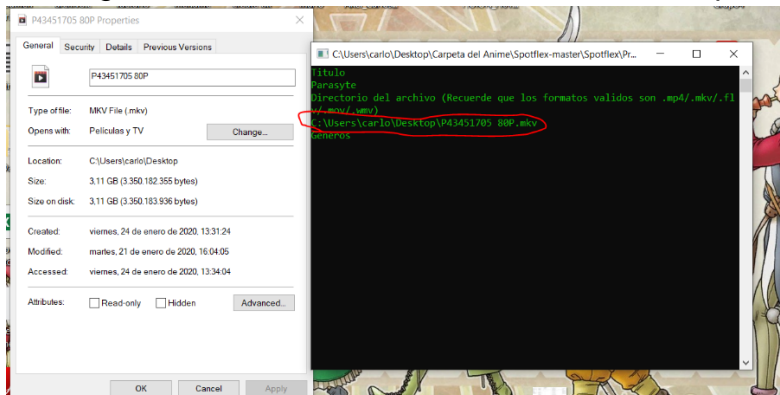 P43451705 80P Properties
General Security Details Previous Versions
P43451705 80P
Type of file: MKV File (.mkv)
Opens with: Películas y TV Change...
Location: C:\Users\carlo\Desktop
Size: 3,11 GB (3.350.182.355 bytes)
Size on disk: 3,11 GB (3.350.183.936 bytes)
Created: viernes, 24 de enero de 2020, 13:31:24
Modified: martes, 21 de enero de 2020, 16:04:05
Accessed: viernes, 24 de enero de 2020, 13:34:04
Attributes: Read-only Hidden Advanced...
OK Cancel Apply
C:\Users\carlo\Desktop\Carpeta del Anime\Spotflex-master\Spotflex\Pr...
Titulo
Parasyte
Directorio del archivo (Recuerde que los formatos validos son .mp4/.mkv/.fl
v/.mov/.wmv)
C:\Users\carlo\Desktop\P43451705 80P.mkv
Generos